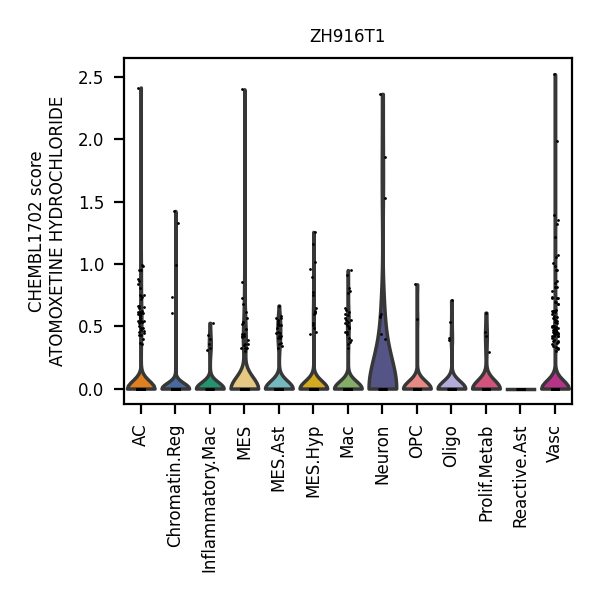 ZH916T1
CHEMBL1702 score
ATOMOXETINE HYDROCHLORIDE
2.5
2.0
1.5
1.0
0.5
0.0
AC
Chromatin.Reg
Inflammatory.Mac
MES
MES.Ast
MES.Hyp
Mac
Neuron
OPC
Oligo
Prolif.Metab
Reactive.Ast
Vasc